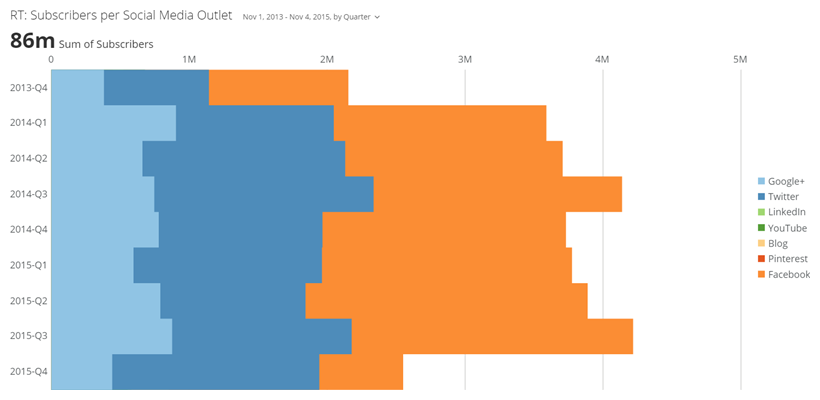 RT: Subscribers per Social Media Outlet Nov 1, 2013 - Nov 4, 2015, by Quarter
86m Sum of Subscribers
0 1M 2M 3M 4M 5M
2013-Q4
2014-Q1
2014-Q2
2014-Q3
2014-Q4
2015-Q1
2015-Q2
2015-Q3
2015-Q4
Google+
Twitter
LinkedIn
YouTube
Blog
Pinterest
Facebook